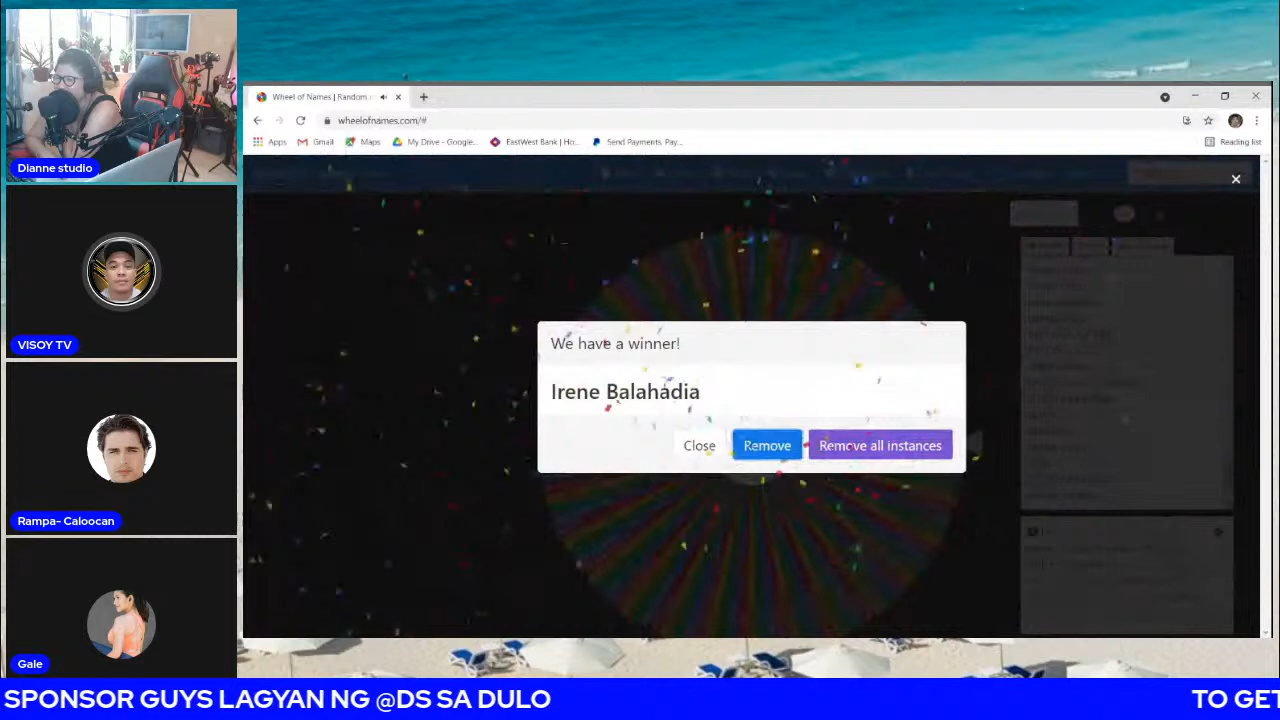 Dianne studio
VISOY TV
Rampa- Caloocan
Gale
Wheel of Names | Random
wheelofnames.com/#
Apps
Gmail
Maps
My Drive - Google...
EastWest Bank | Ho...
Send Payments, Pay...
Reading list
We have a winner!
Irene Balahadia
Close
Remove
Remove all instances
SPONSOR GUYS LAGYAN NG @DS SA DULO
TO GET